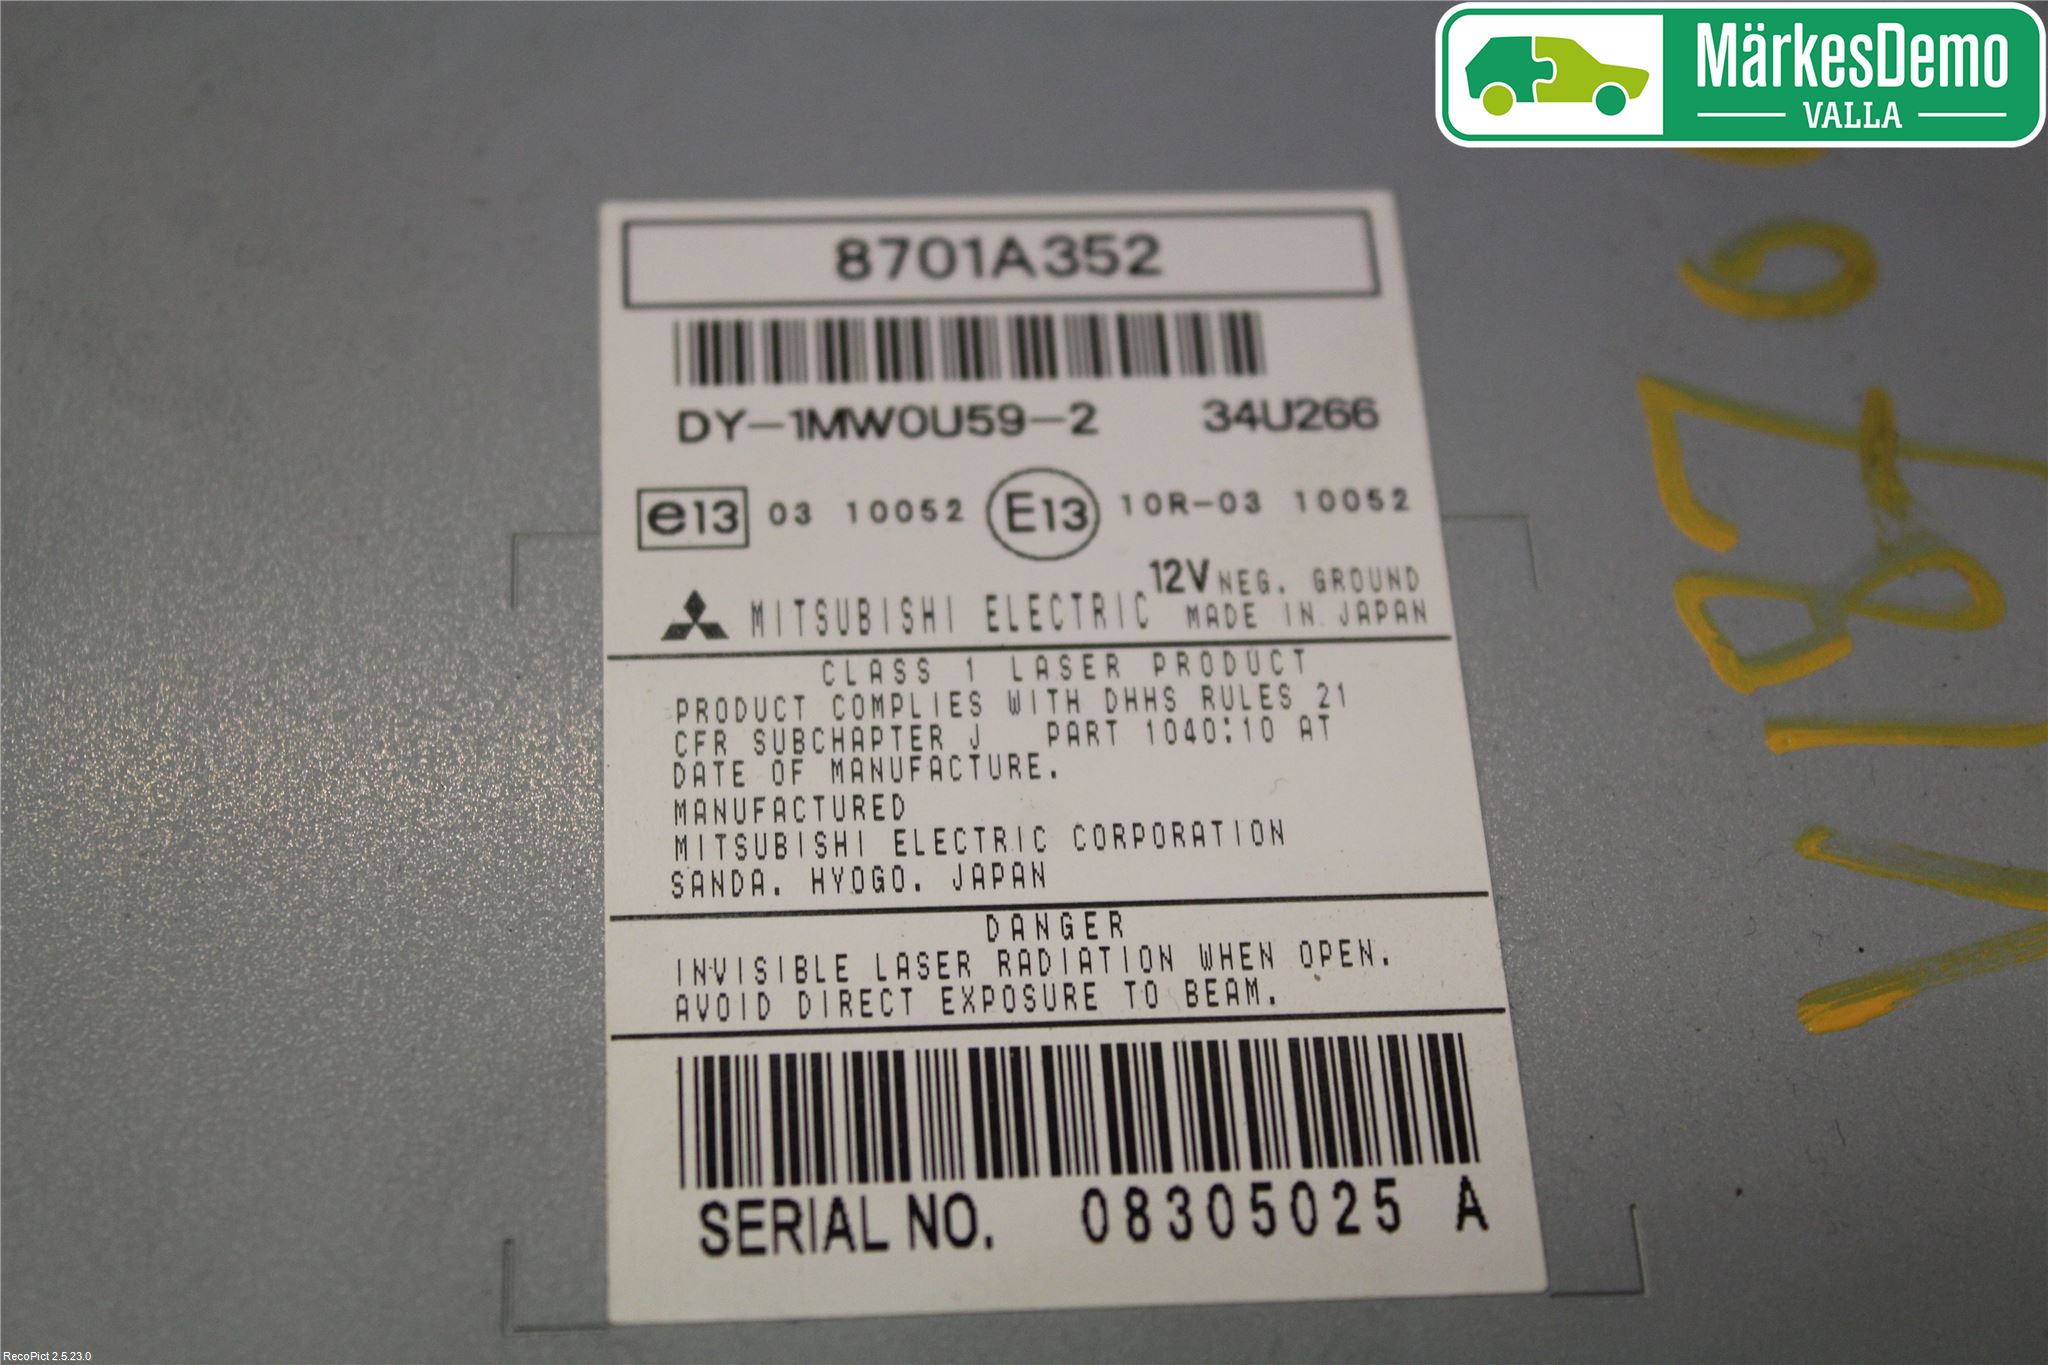 MärkesDemo
VALLA
8701A352
DY-1MW0U59-2 34U266
e13 03 10052 E13 10R-03 10052
MITSUBISHI ELECTRIC 12V NEG. GROUND
MADE IN JAPAN
CLASS 1 LASER PRODUCT
PRODUCT COMPLIES WITH DHHS RULES 21
CFR SUBCHAPTER J PART 1040:10 AT
DATE OF MANUFACTURE.
MANUFACTURED
MITSUBISHI ELECTRIC CORPORATION
SANDA. HYOGO. JAPAN
DANGER
INVISIBLE LASER RADIATION WHEN OPEN.
AVOID DIRECT EXPOSURE TO BEAM.
SERIAL NO. 08305025 A
RecoPict 2.5.23.0